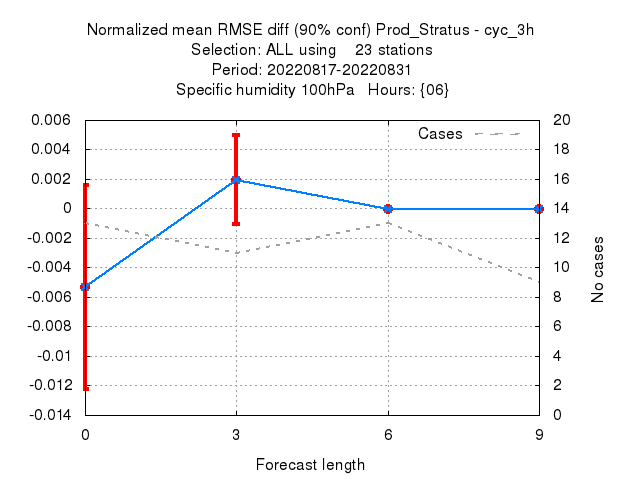 Normalized mean RMSE diff (90% conf) Prod_Stratus - cyc_3h
Selection: ALL using    23 stations
Period: 20220817-20220831
Specific humidity 100hPa   Hours: {06}
Cases
0.006
0.004
0.002
0
-0.002
-0.004
-0.006
-0.008
-0.01
-0.012
-0.014
20
18
16
14
12
10
8
6
4
2
0
No cases
0 3 6 9
Forecast length